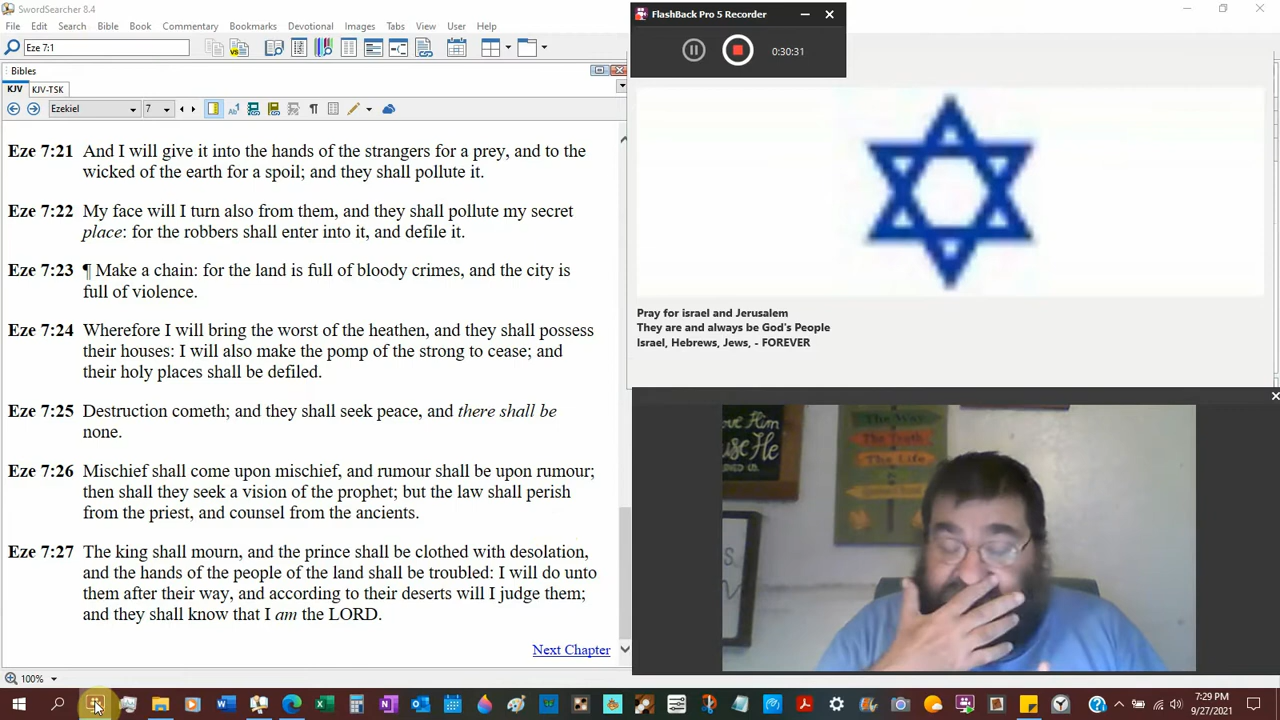 SwordSearcher 8.4
File Edit Search Bible Book Commentary Bookmarks Devotional Images Tabs View User Help
Eze 7:1
Bibles
KJV KJV-TSK
Ezekiel 7
Eze 7:21 And I will give it into the hands of the strangers for a prey, and to the
wicked of the earth for a spoil; and they shall pollute it.
Eze 7:22 My face will I turn also from them, and they shall pollute my secret
place: for the robbers shall enter into it, and defile it.
Eze 7:23 ¶ Make a chain: for the land is full of bloody crimes, and the city is
full of violence.
Eze 7:24 Wherefore I will bring the worst of the heathen, and they shall possess
their houses: I will also make the pomp of the strong to cease; and
their holy places shall be defiled.
Eze 7:25 Destruction cometh; and they shall seek peace, and there shall be
none.
Eze 7:26 Mischief shall come upon mischief, and rumour shall be upon rumour;
then shall they seek a vision of the prophet; but the law shall perish
from the priest, and counsel from the ancients.
Eze 7:27 The king shall mourn, and the prince shall be clothed with desolation,
and the hands of the people of the land shall be troubled: I will do unto
them after their way, and according to their deserts will I judge them;
and they shall know that I am the LORD.
Next Chapter
100%
FlashBack Pro 5 Recorder
0:30:31
Pray for israel and Jerusalem
They are and always be God's People
Israel, Hebrews, Jews, - FOREVER
Him
He
The Way
The Truth
The Life
7:29 PM
9/27/2021